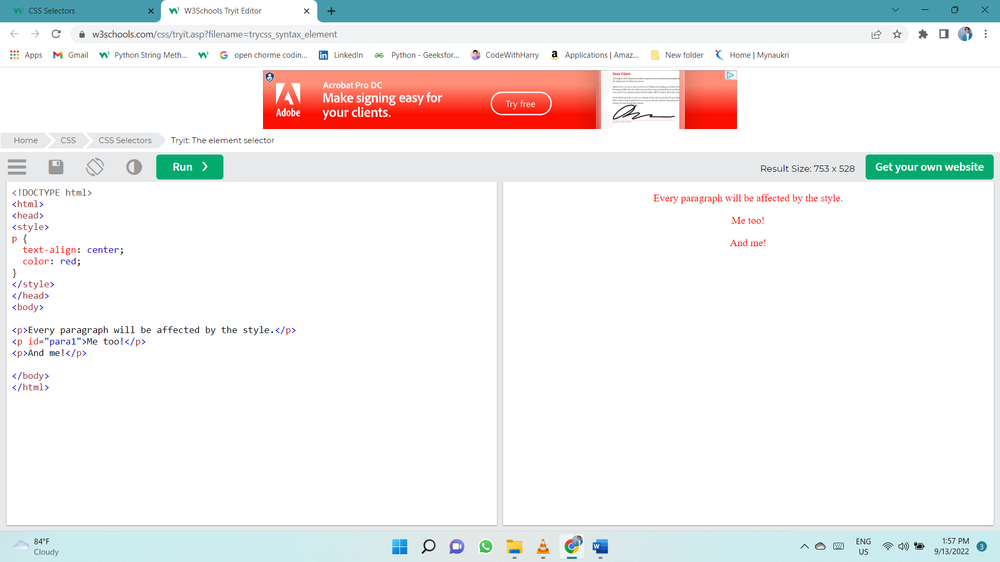 CSS Selectors
W3Schools Tryit Editor
w3schools.com/css/tryit.asp?filename=trycss_syntax_element
Apps
Gmail
Python String Meth...
open chorme codin...
LinkedIn
Python - Geeksfor...
CodeWithHarry
Applications | Amaz...
New folder
Home | Mynaukri
Adobe
Acrobat Pro DC
Make signing easy for
your clients.
Try free
Dear Client:
Home
CSS
CSS Selectors
Tryit: The element selector
Run ❯
Result Size: 753 x 528
Get your own website
<!DOCTYPE html>
<html>
<head>
<style>
p {
  text-align: center;
  color: red;
}
</style>
</head>
<body>

<p>Every paragraph will be affected by the style.</p>
<p id="para1">Me too!</p>
<p>And me!</p>

</body>
</html>
Every paragraph will be affected by the style.
Me too!
And me!
84°F
Cloudy
ENG
US
1:57 PM
9/13/2022
3